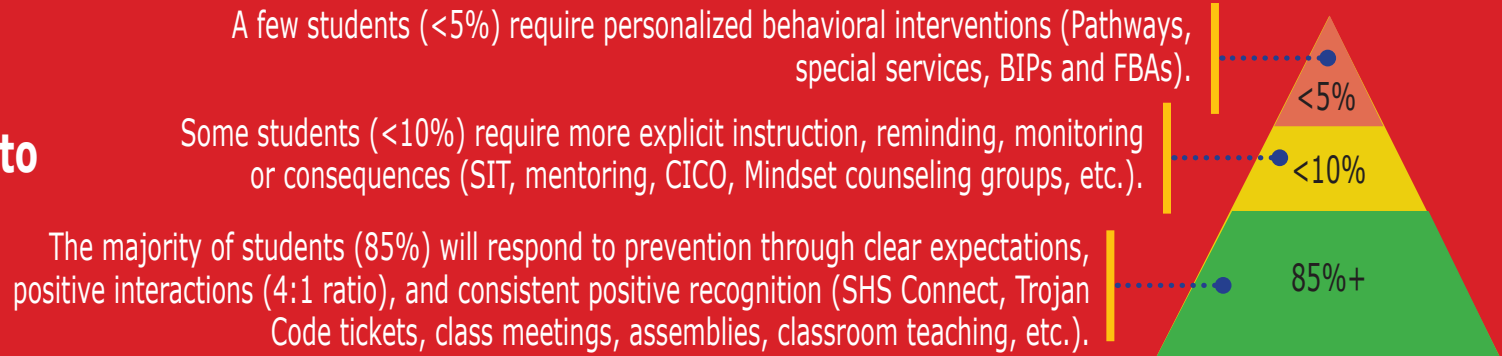 A few students (<5%) require personalized behavioral interventions (Pathways,
special services, BIPs and FBAs).
<5%
to
Some students (<10%) require more explicit instruction, reminding, monitoring
or consequences (SIT, mentoring, CICO, Mindset counseling groups, etc.).
<10%
The majority of students (85%) will respond to prevention through clear expectations,
positive interactions (4:1 ratio), and consistent positive recognition (SHS Connect, Trojan
Code tickets, class meetings, assemblies, classroom teaching, etc.).
85%+